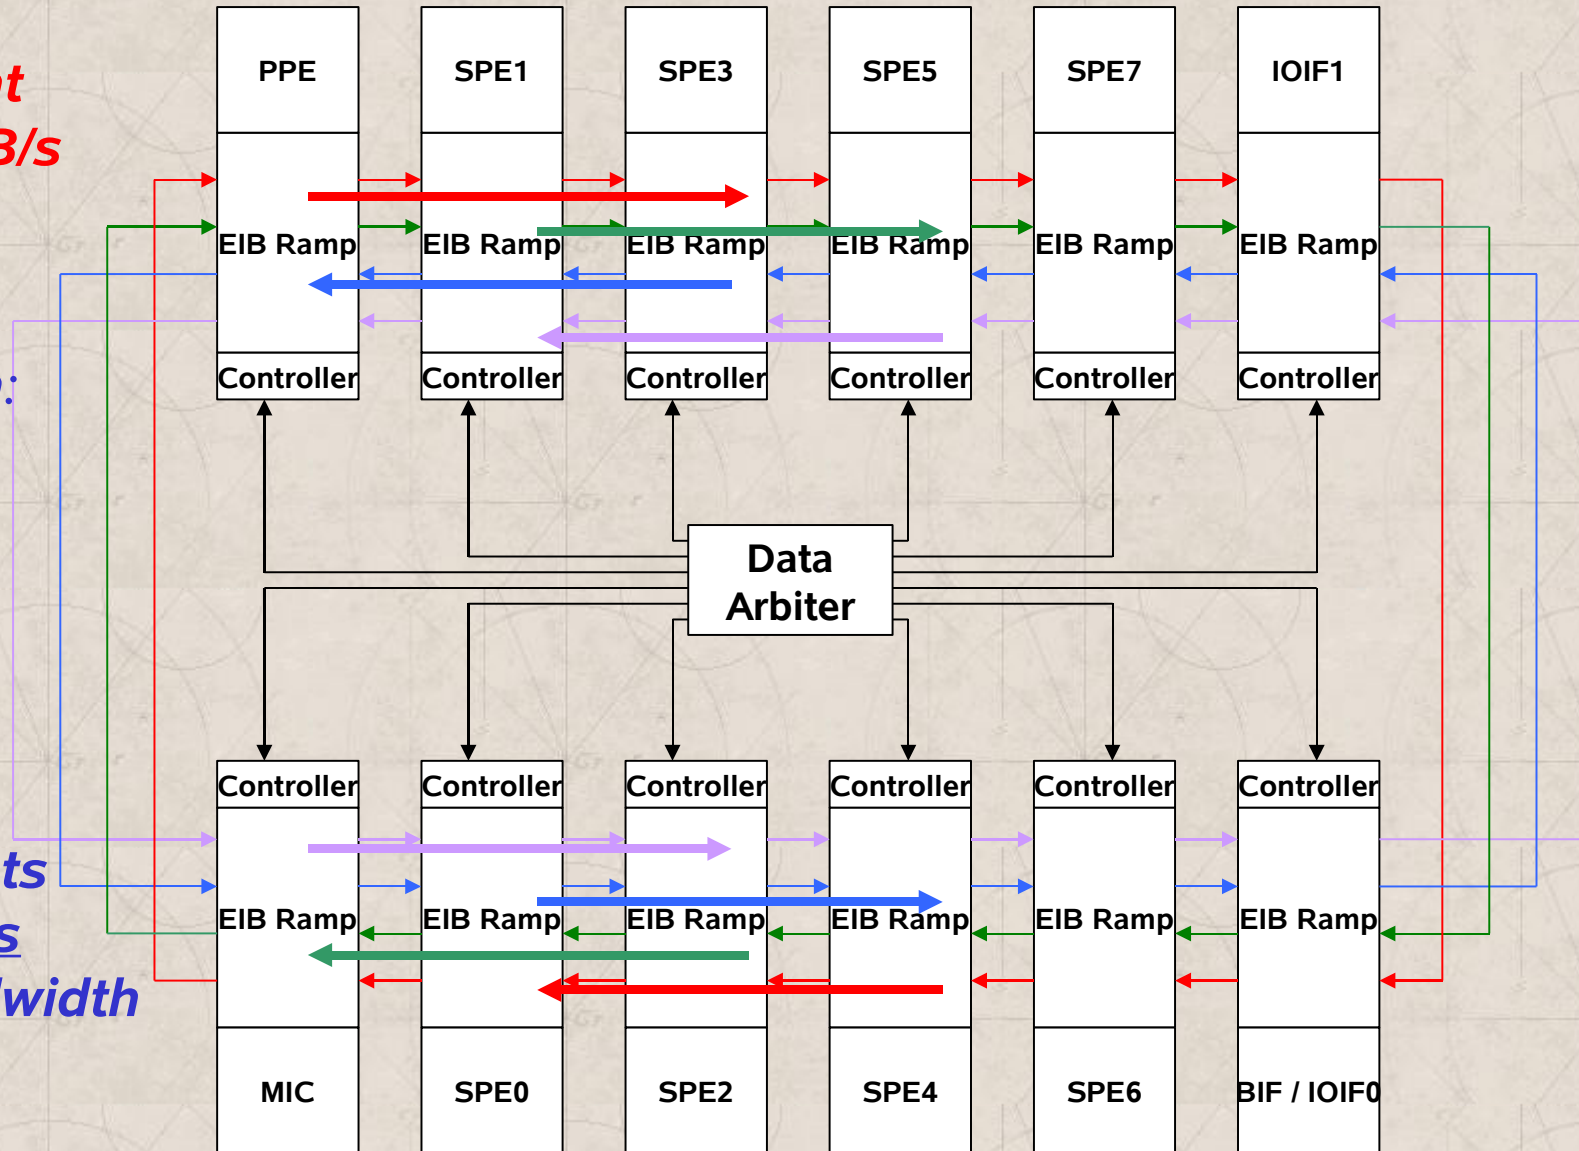 PPE SPE1 SPE3 SPE5 SPE7 IOIF1
B/s
EIB Ramp EIB Ramp EIB Ramp EIB Ramp EIB Ramp EIB Ramp
Controller Controller Controller Controller Controller Controller
Data
Arbiter
Controller Controller Controller Controller Controller Controller
EIB Ramp EIB Ramp EIB Ramp EIB Ramp EIB Ramp EIB Ramp
MIC SPE0 SPE2 SPE4 SPE6 BIF / IOIF0